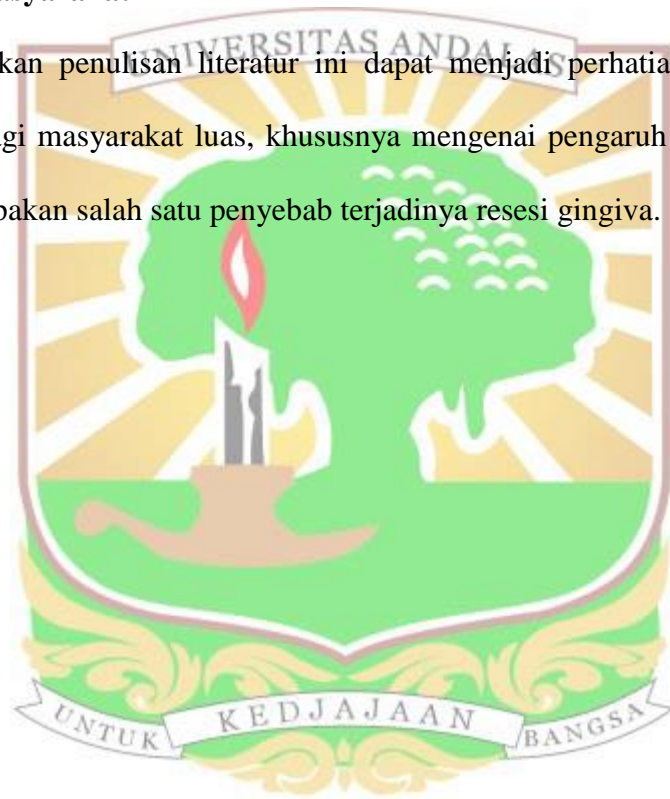 UNIVERSITAS ANDALAS
kan penulisan literatur ini dapat menjadi perhatia
gi masyarakat luas, khususnya mengenai pengaruh
pakan salah satu penyebab terjadinya resesi gingiva.
UNTUK KEDJAJAAN BANGSA